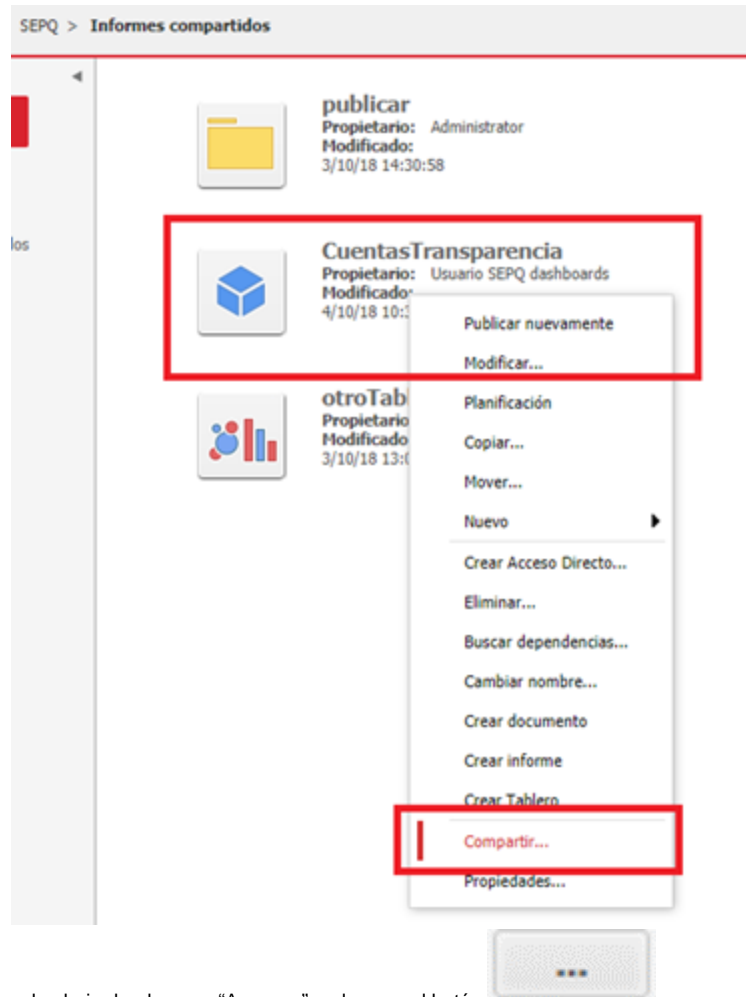 SEPQ > Informes compartidos
publicar
Propietario: Administrator
Modificado:
3/10/18 14:30:58
CuentasTransparencia
Propietario: Usuario SEPQ dashboards
Modificado:
4/10/18 10:3
otroTabl
Propietario
Modificado
3/10/18 13:0
Publicar nuevamente
Modificar...
Planificación
Copiar...
Mover...
Nuevo
Crear Acceso Directo...
Eliminar...
Buscar dependencias...
Cambiar nombre...
Crear documento
Crear informe
Crear Tablero
Compartir...
Propiedades...
...